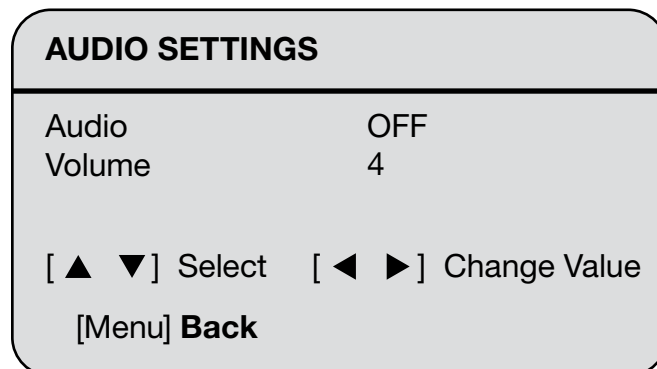 AUDIO SETTINGS
Audio OFF
Volume 4
[ ▲ ▼] Select [ ◀ ▶] Change Value
[Menu] Back